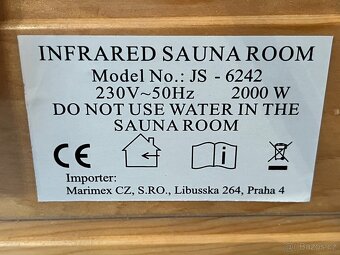 INFRARED SAUNA ROOM
Model No.: JS - 6242
230V~50Hz 2000 W
DO NOT USE WATER IN THE
SAUNA ROOM
CE
Importer:
Marimex CZ, S.R.O., Libusska 264, Praha 4